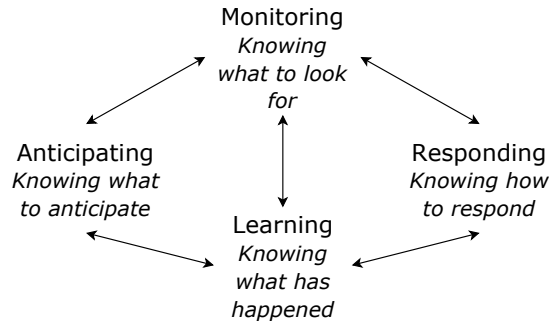 Monitoring
Knowing
what to look
for
Anticipating
Knowing what
to anticipate
Responding
Knowing how
to respond
Learning
Knowing
what has
happened